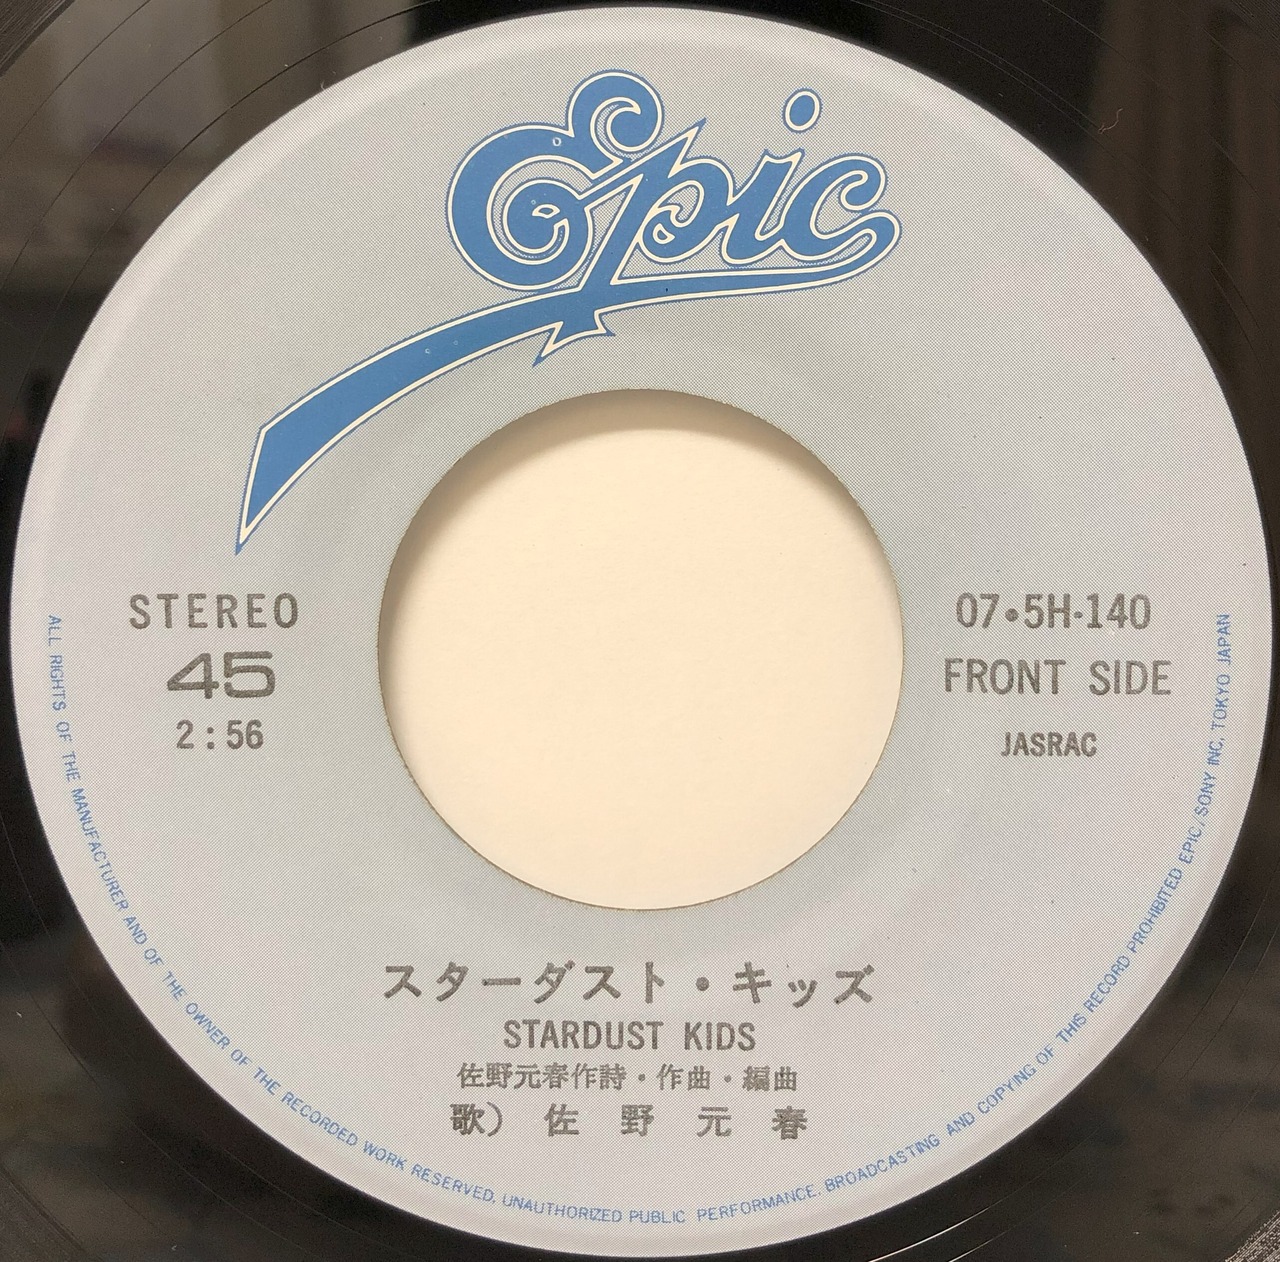 Epic
STEREO
45
2:56
07•5H•140
FRONT SIDE
JASRAC
スターダスト・キッズ
STARDUST KIDS
佐野元春作詩・作曲・編曲
歌) 佐野元春
ALL RIGHTS OF THE MANUFACTURER AND OF THE OWNER OF THE RECORDED WORK RESERVED, UNAUTHORIZED PUBLIC PERFORMANCE, BROADCASTING AND COPYING OF THIS RECORD PROHIBITED EPIC/SONY INC. TOKYO JAPAN